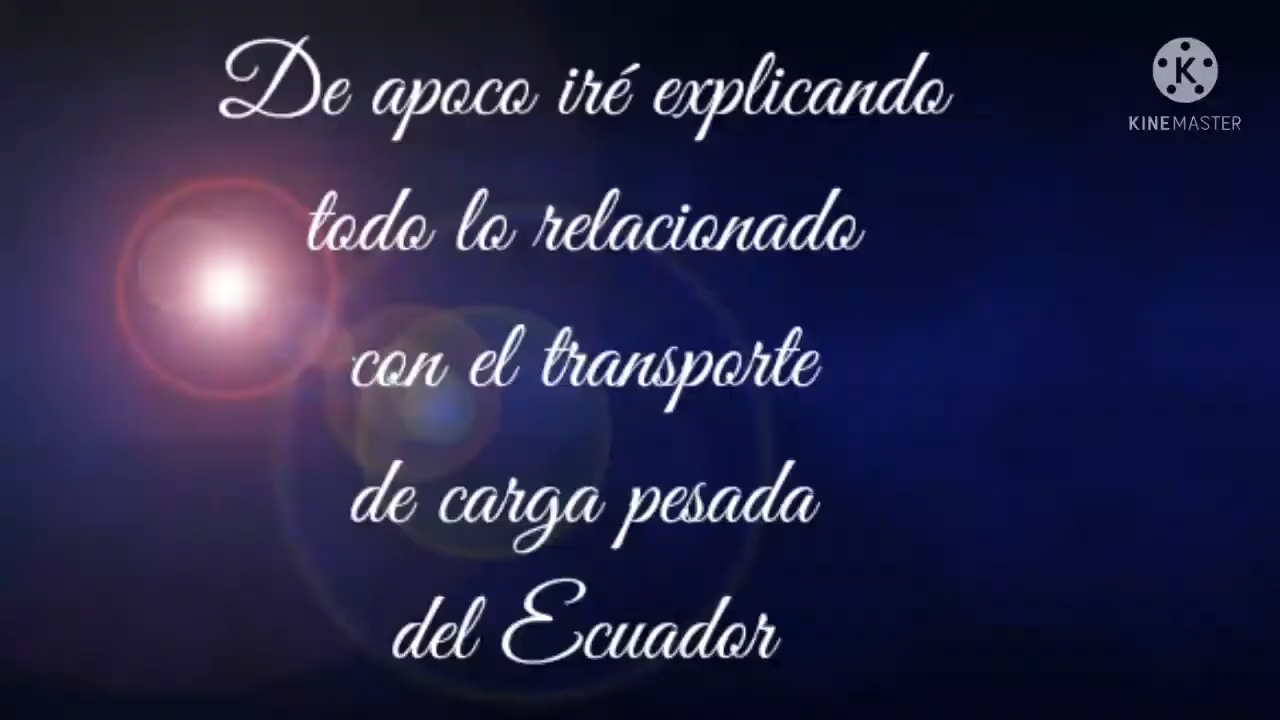 De apoco iré explicando
todo lo relacionado
con el transporte
de carga pesada
del Ecuador
K
KINEMASTER